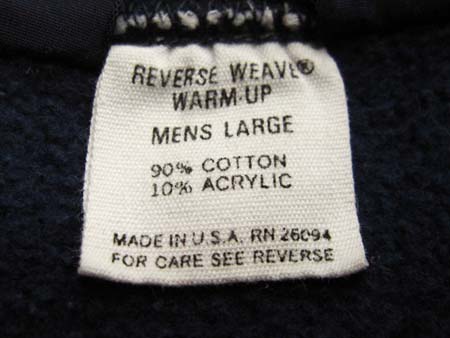 REVERSE WEAVE®
WARM-UP
MENS LARGE
90% COTTON
10% ACRYLIC
MADE IN U.S.A. RN 26094
FOR CARE SEE REVERSE